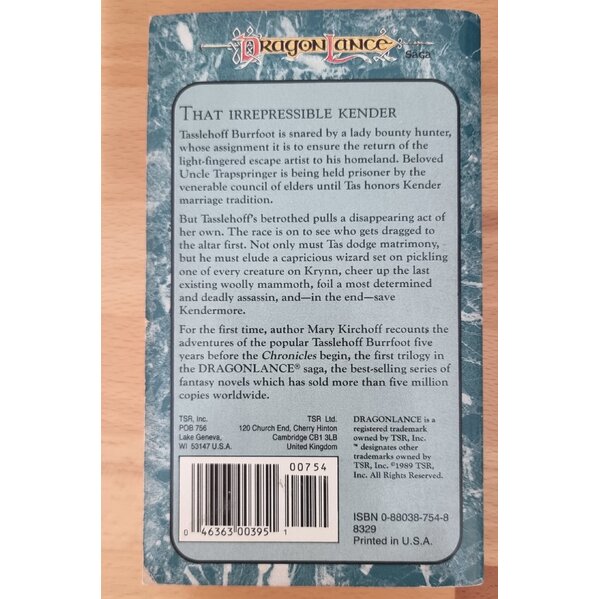 DRAGONLANCE
Saga
THAT IRREPRESSIBLE KENDER
Tasslehoff Burrfoot is snared by a lady bounty hunter,
whose assignment it is to ensure the return of the
light-fingered escape artist to his homeland. Beloved
Uncle Trapspringer is being held prisoner by the
venerable council of elders until Tas honors Kender
marriage tradition.
But Tasslehoff's betrothed pulls a disappearing act of
her own. The race is on to see who gets dragged to
the altar first. Not only must Tas dodge matrimony,
but he must elude a capricious wizard set on pickling
one of every creature on Krynn, cheer up the last
existing woolly mammoth, foil a most determined
and deadly assassin, and—in the end—save
Kendermore.
For the first time, author Mary Kirchoff recounts the
adventures of the popular Tasslehoff Burrfoot five
years before the Chronicles begin, the first trilogy in
the DRAGONLANCE® saga, the best-selling series of
fantasy novels which has sold more than five million
copies worldwide.
TSR, Inc.
POB 756
Lake Geneva,
WI 53147 U.S.A.
TSR Ltd.
120 Church End, Cherry Hinton
Cambridge CB1 3LB
United Kingdom
DRAGONLANCE is a
registered trademark
owned by TSR, Inc.
™ designates other
trademarks owned by
TSR, Inc. ©1989 TSR,
Inc. All Rights Reserved.
00754
0 46363 00395 1
ISBN 0-88038-754-8
8329
Printed in U.S.A.